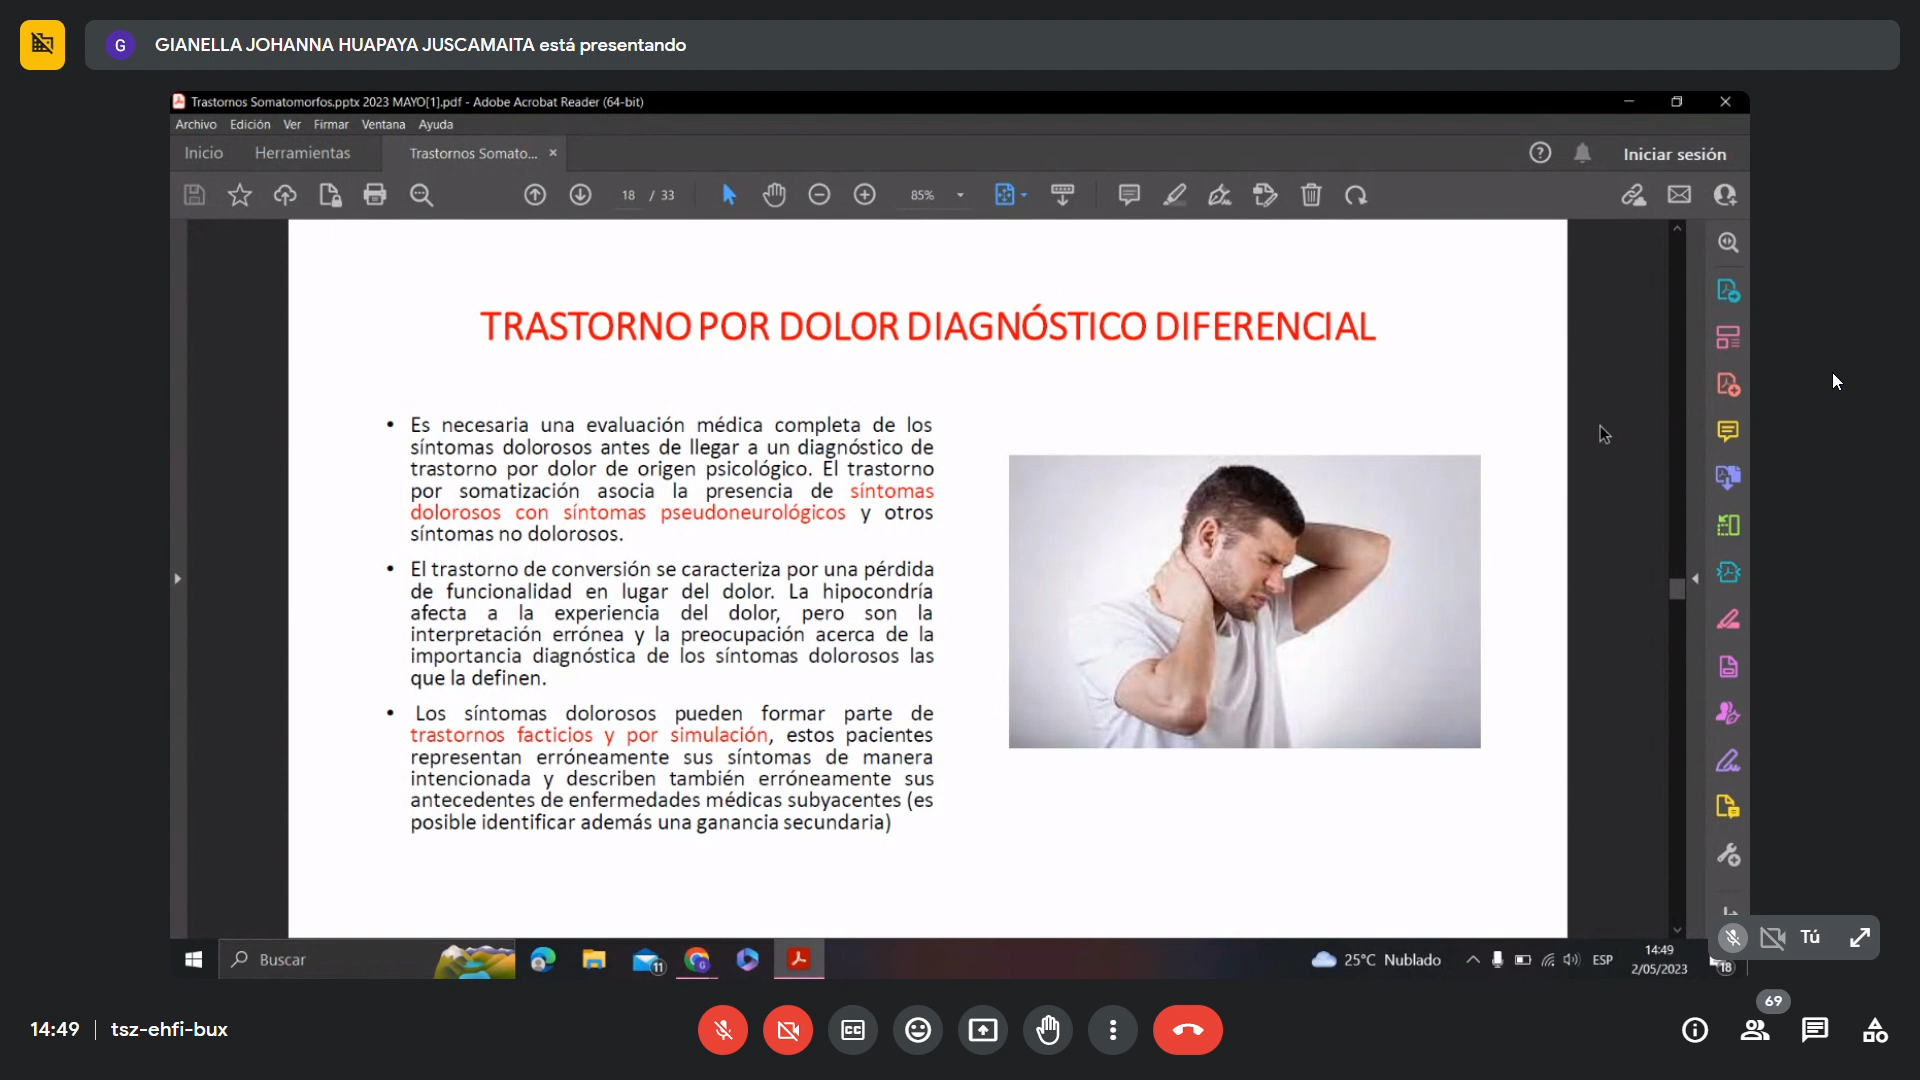 G GIANELLA JOHANNA HUAPAYA JUSCAMAITA está presentando
Trastornos Somatomorfos.pptx 2023 MAYO[1].pdf - Adobe Acrobat Reader (64-bit)
Archivo Edición Ver Firmar Ventana Ayuda
Inicio Herramientas Trastornos Somato... × Iniciar sesión
18 / 33 85%
TRASTORNO POR DOLOR DIAGNÓSTICO DIFERENCIAL
• Es necesaria una evaluación médica completa de los
síntomas dolorosos antes de llegar a un diagnóstico de
trastorno por dolor de origen psicológico. El trastorno
por somatización asocia la presencia de síntomas
dolorosos con síntomas pseudoneurológicos y otros
síntomas no dolorosos.
• El trastorno de conversión se caracteriza por una pérdida
de funcionalidad en lugar del dolor. La hipocondría
afecta a la experiencia del dolor, pero son la
interpretación errónea y la preocupación acerca de la
importancia diagnóstica de los síntomas dolorosos las
que la definen.
• Los síntomas dolorosos pueden formar parte de
trastornos facticios y por simulación, estos pacientes
representan erróneamente sus síntomas de manera
intencionada y describen también erróneamente sus
antecedentes de enfermedades médicas subyacentes (es
posible identificar además una ganancia secundaria)
Tú
Buscar 11 25°C Nublado ESP 14:49
2/05/2023 18
69
14:49 | tsz-ehfi-bux